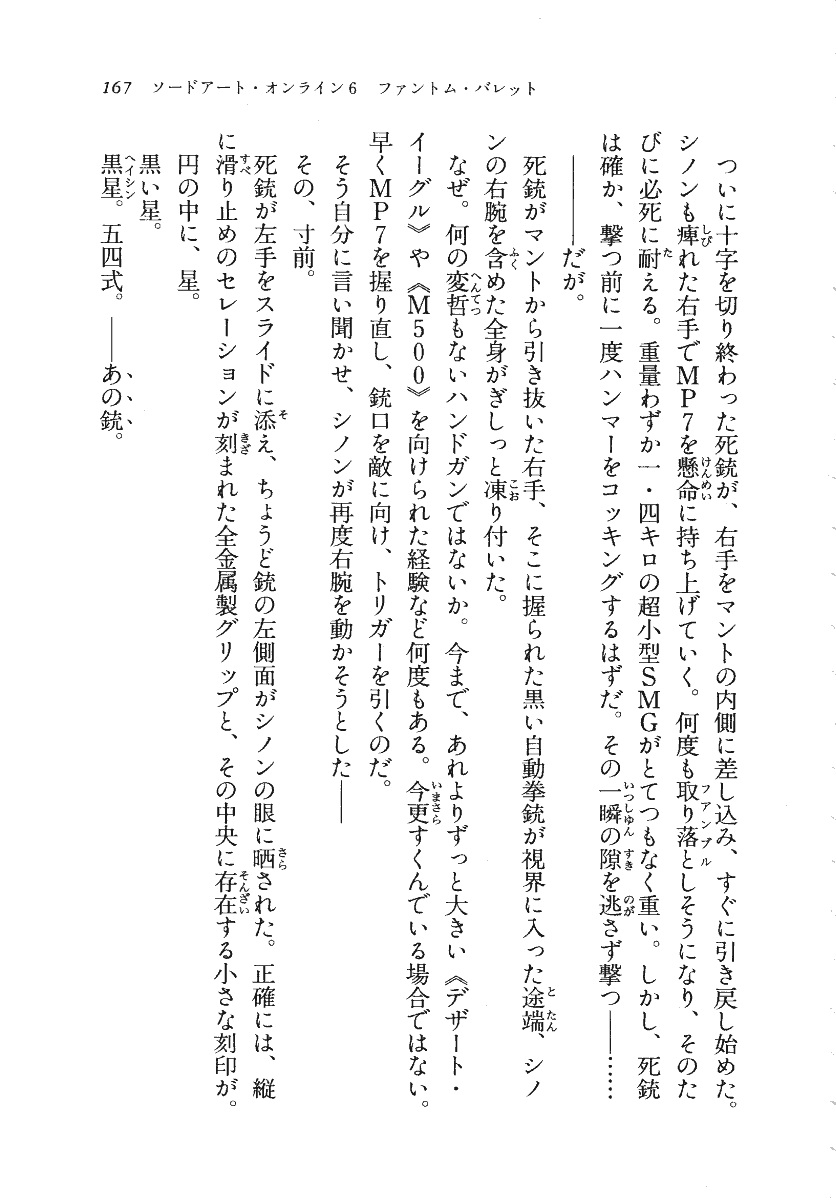 167　ソードアート・オンライン6　ファントム・バレット
ついに十字を切り終わった死銃が、右手をマントの内側に差し込み、すぐに引き戻し始めた。
シノンも痺れた右手でMP7を懸命に持ち上げていく。何度も取り落としそうになり、そのた
びに必死に耐える。重量わずか一・四キロの超小型SMGがとてつもなく重い。しかし、死銃
は確か、撃つ前に一度ハンマーをコッキングするはずだ。その一瞬の隙を逃さず撃つ――……
――だが。
死銃がマントから引き抜いた右手、そこに握られた黒い自動拳銃が視界に入った途端、シノ
ンの右腕を含めた全身がぎしっと凍り付いた。
なぜ。何の変哲もないハンドガンではないか。今まで、あれよりずっと大きい《デザート・
イーグル》や《M500》を向けられた経験など何度もある。今更すくんでいる場合ではない。
早くMP7を握り直し、銃口を敵に向け、トリガーを引くのだ。
そう自分に言い聞かせ、シノンが再度右腕を動かそうとした――
その、寸前。
死銃が左手をスライドに添え、ちょうど銃の左側面がシノンの眼に晒された。正確には、縦
に滑り止めのセレーションが刻まれた全金属製グリップと、その中央に存在する小さな刻印が。
円の中に、星。
黒い星。
黒星。五四式。――あの銃。